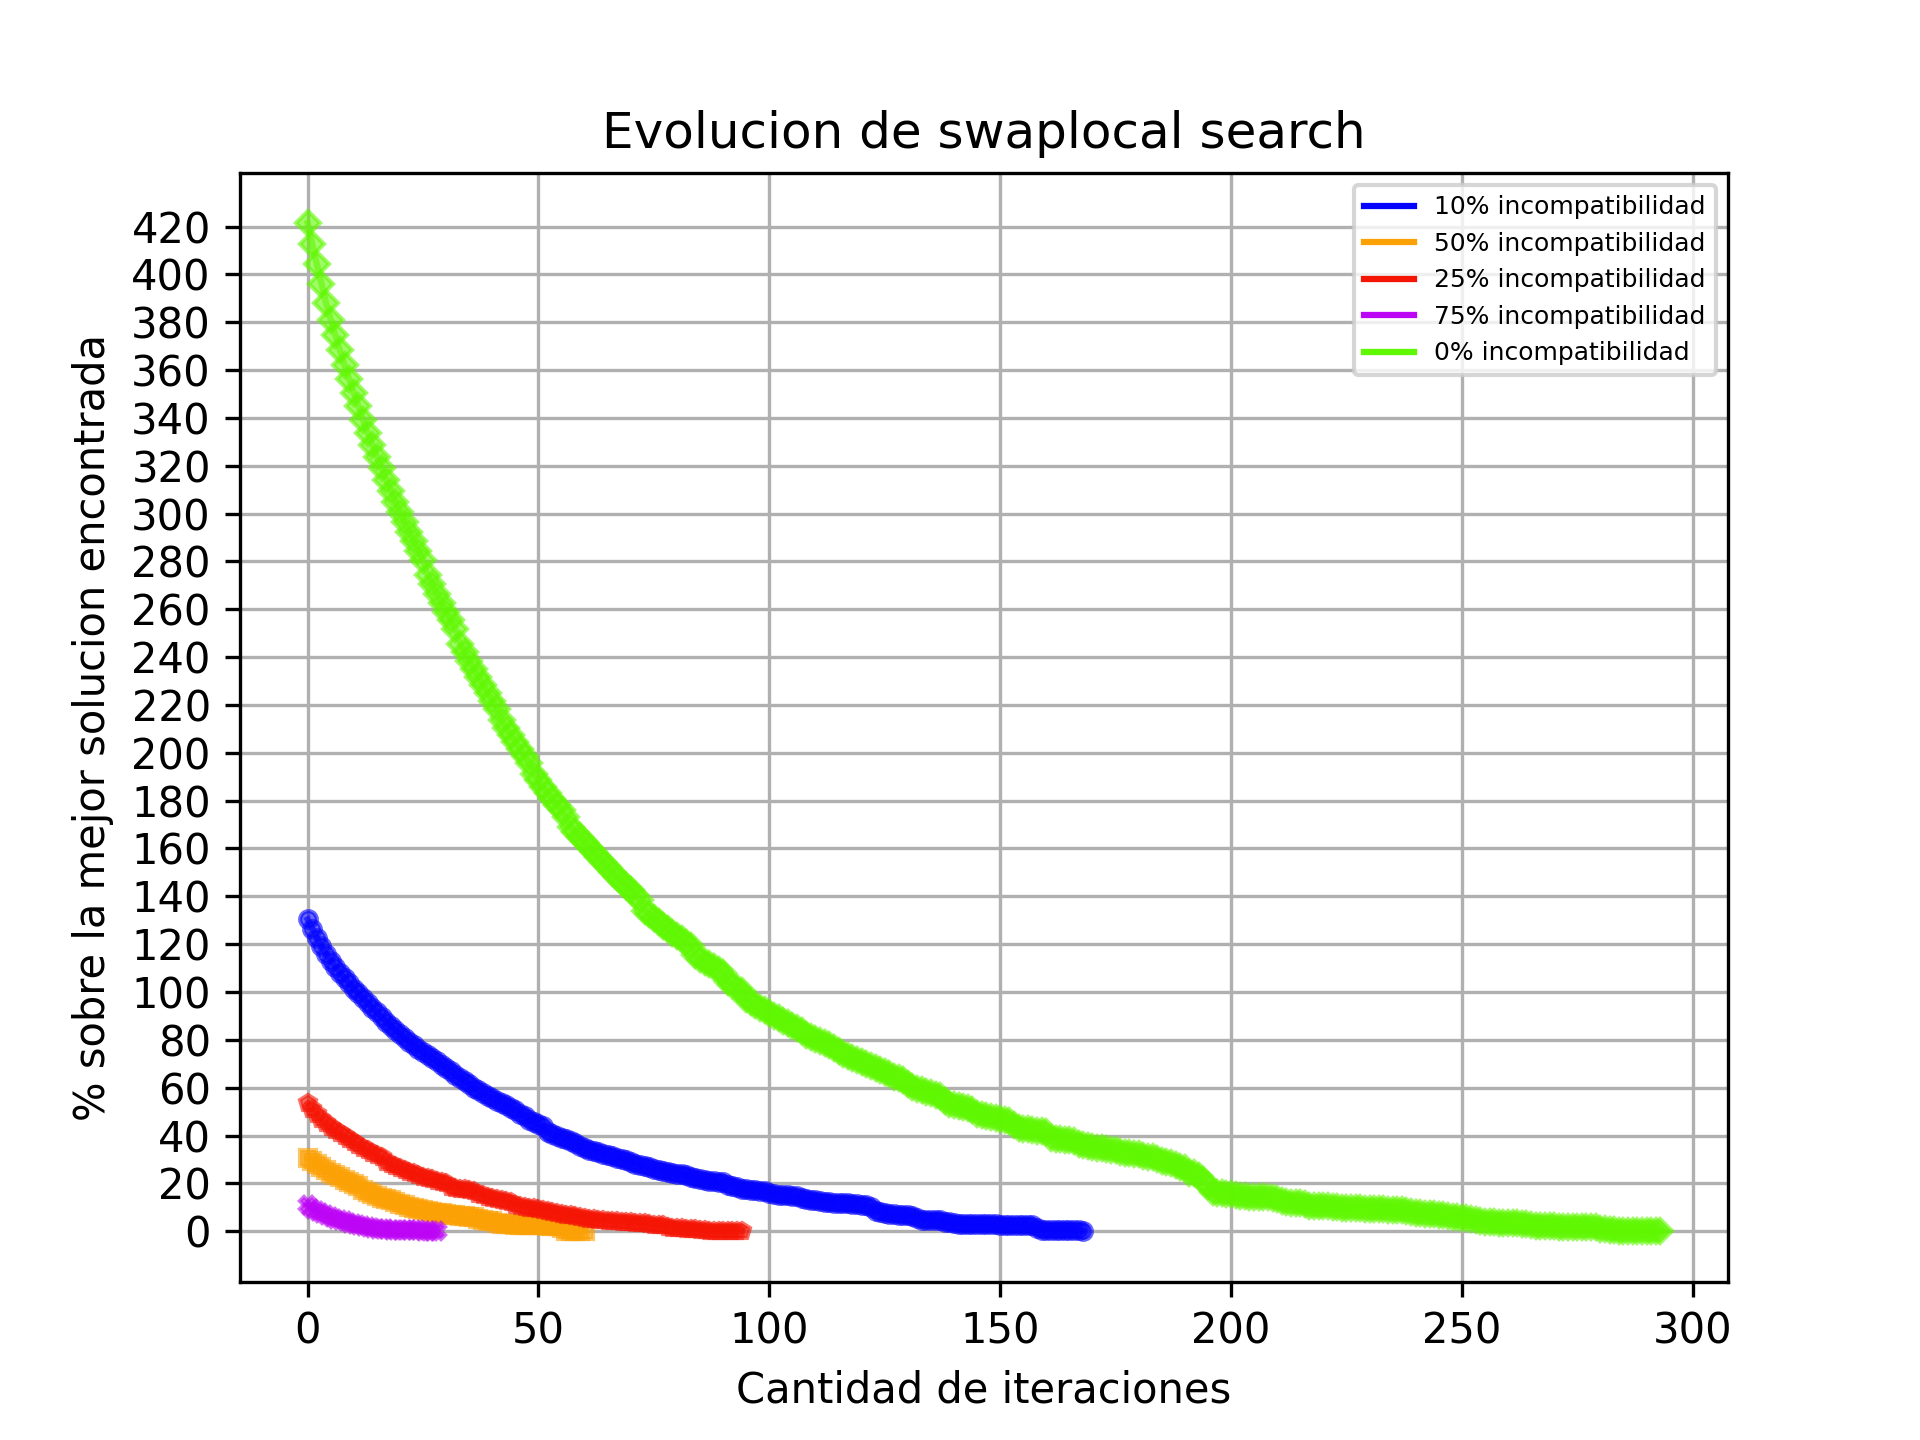 Evolucion de swaplocal search
10% incompatibilidad
50% incompatibilidad
25% incompatibilidad
75% incompatibilidad
0% incompatibilidad
% sobre la mejor solucion encontrada
420
400
380
360
340
320
300
280
260
240
220
200
180
160
140
120
100
80
60
40
20
0
0 50 100 150 200 250 300
Cantidad de iteraciones